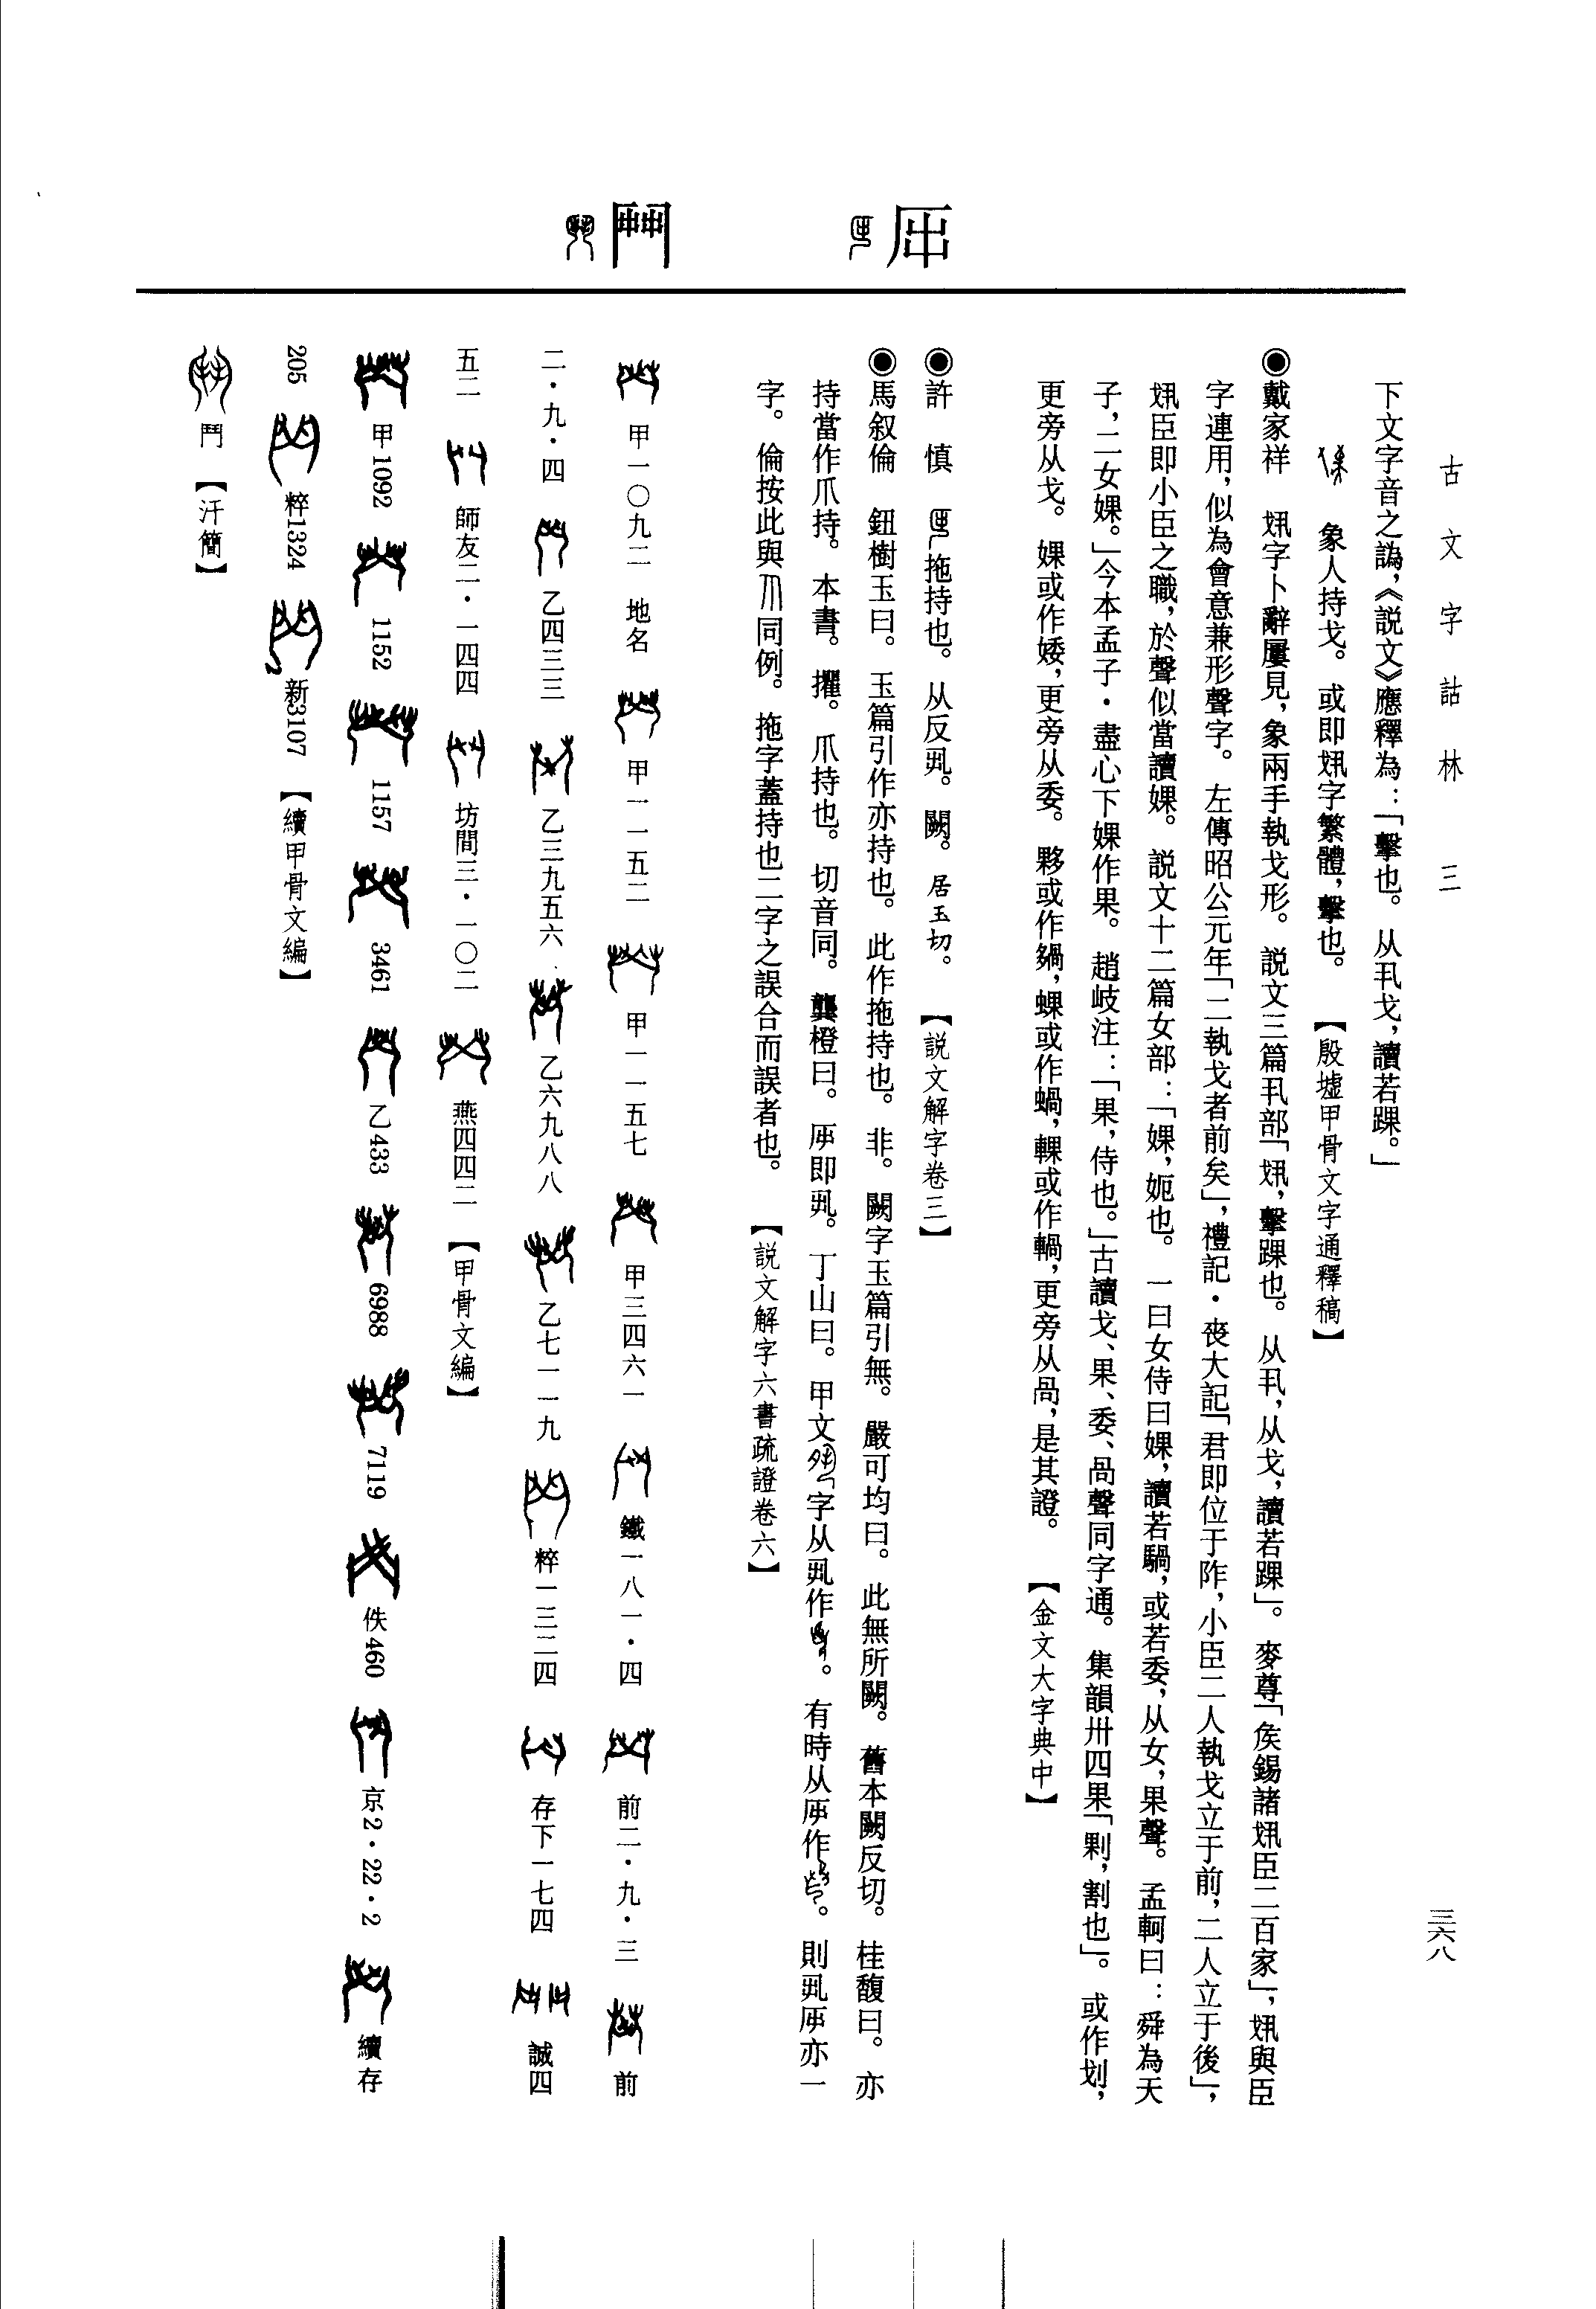 古文字詁林 三
三六八
下文字音之譌，《説文》應釋為：「擊也。从丮戈，讀若踝。」
象人持戈。或即𢦚字繁體，擊也。【殷墟甲骨文字通釋稿】
◉戴家祥 字卜辭屢見，象兩手執戈形。説文三篇丮部「擊踝也。从丮，从戈，讀若踝」。麥尊「矦錫諸臣二百家」，與臣
字連用，似為會意兼形聲字。左傳昭公元年「二執戈者前矣」，禮記・喪大記「君即位于阼，小臣二人執戈立于前，二人立于後」，
臣即小臣之職，於聲似當讀婐。説文十二篇女部：「婐，婐妮也。一曰女侍曰婐，讀若騧，或若委，从女，果聲。孟軻曰：舜為天
子，二女婐。」今本孟子・盡心下婐作果。趙岐注：「果，侍也。」古讀戈、果、委、咼聲同字通。集韻卅四果「剰，割也」。或作划，
更旁从戈。婐或作婑，更旁从委。夥或作䴹，蜾或作蝸，輠或作輢，更旁从咼，是其證。【金文大字典中】
𠨭
◉許 慎 拖持也。从反丮。闕。居玉切。【説文解字卷三】
◉馬叙倫 鈕樹玉曰。玉篇引作亦持也。此作拖持也。非。闕字玉篇引無。嚴可均曰。此無所闕。舊本闕反切。桂馥曰。亦
持當作爪持。本書。攫。爪持也。切音同。龔橙曰。即丮。丁山曰。甲文字从丮作。有時从作。則丮亦一
字。倫按此與同例。拖字蓋持也二字之誤合而誤者也。【説文解字六書疏證卷六】
鬥
甲一〇九二 地名 甲一一五二 甲一一五七 甲三四六一 鐵一八一・四 前二・九・三 前
二・九・四 乙四三三 乙三九五六 乙六九八八 乙七一一九 粹一三二四 存下一七四 誠四
五二 師友二・一四四 坊間三・一〇二 燕四四二【甲骨文編】
甲1092 1152 1157 3461 乙433 6988 7119 佚460 京2・22・2 續存
205 粹1324 新3107【續甲骨文編】
鬥【汗簡】